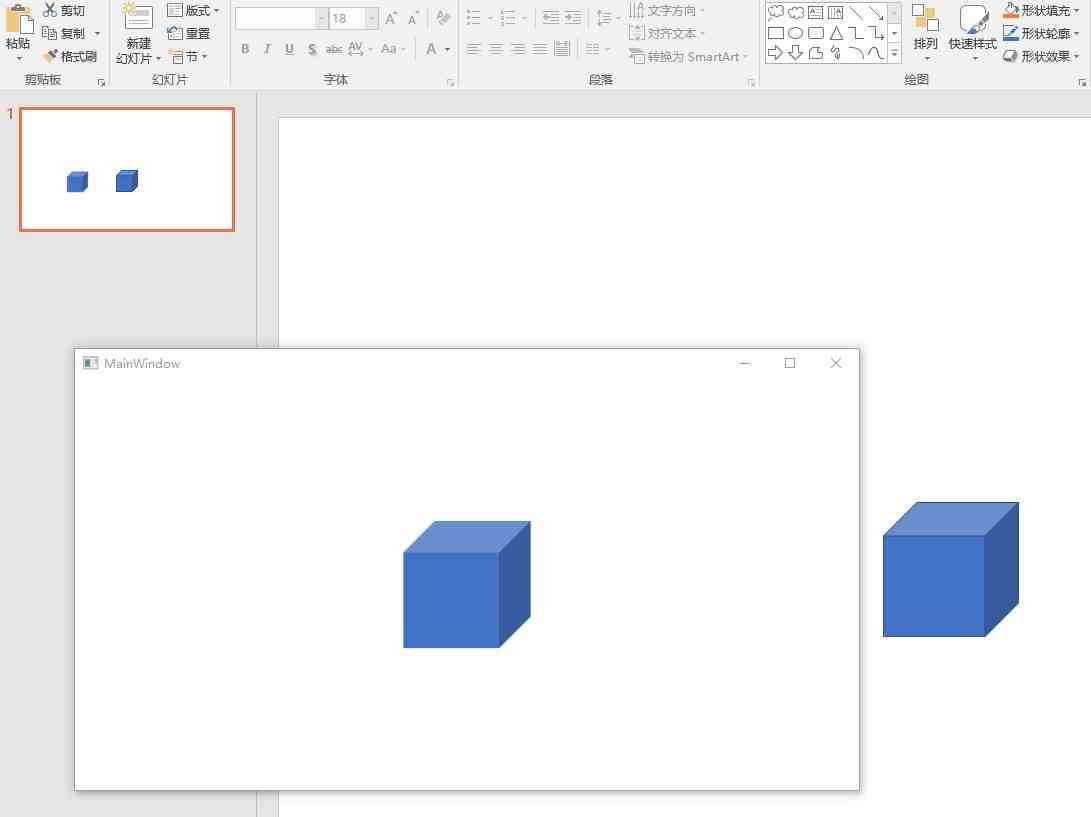 剪切
版式
18
文字方向
形状填充
复制
重置
对齐文本
形状轮廓
粘贴
新建
幻灯片
排列
快速样式
格式刷
节
B I U S abc AV Aa A
转换为 SmartArt
形状效果
剪贴板
幻灯片
字体
段落
绘图
1
MainWindow